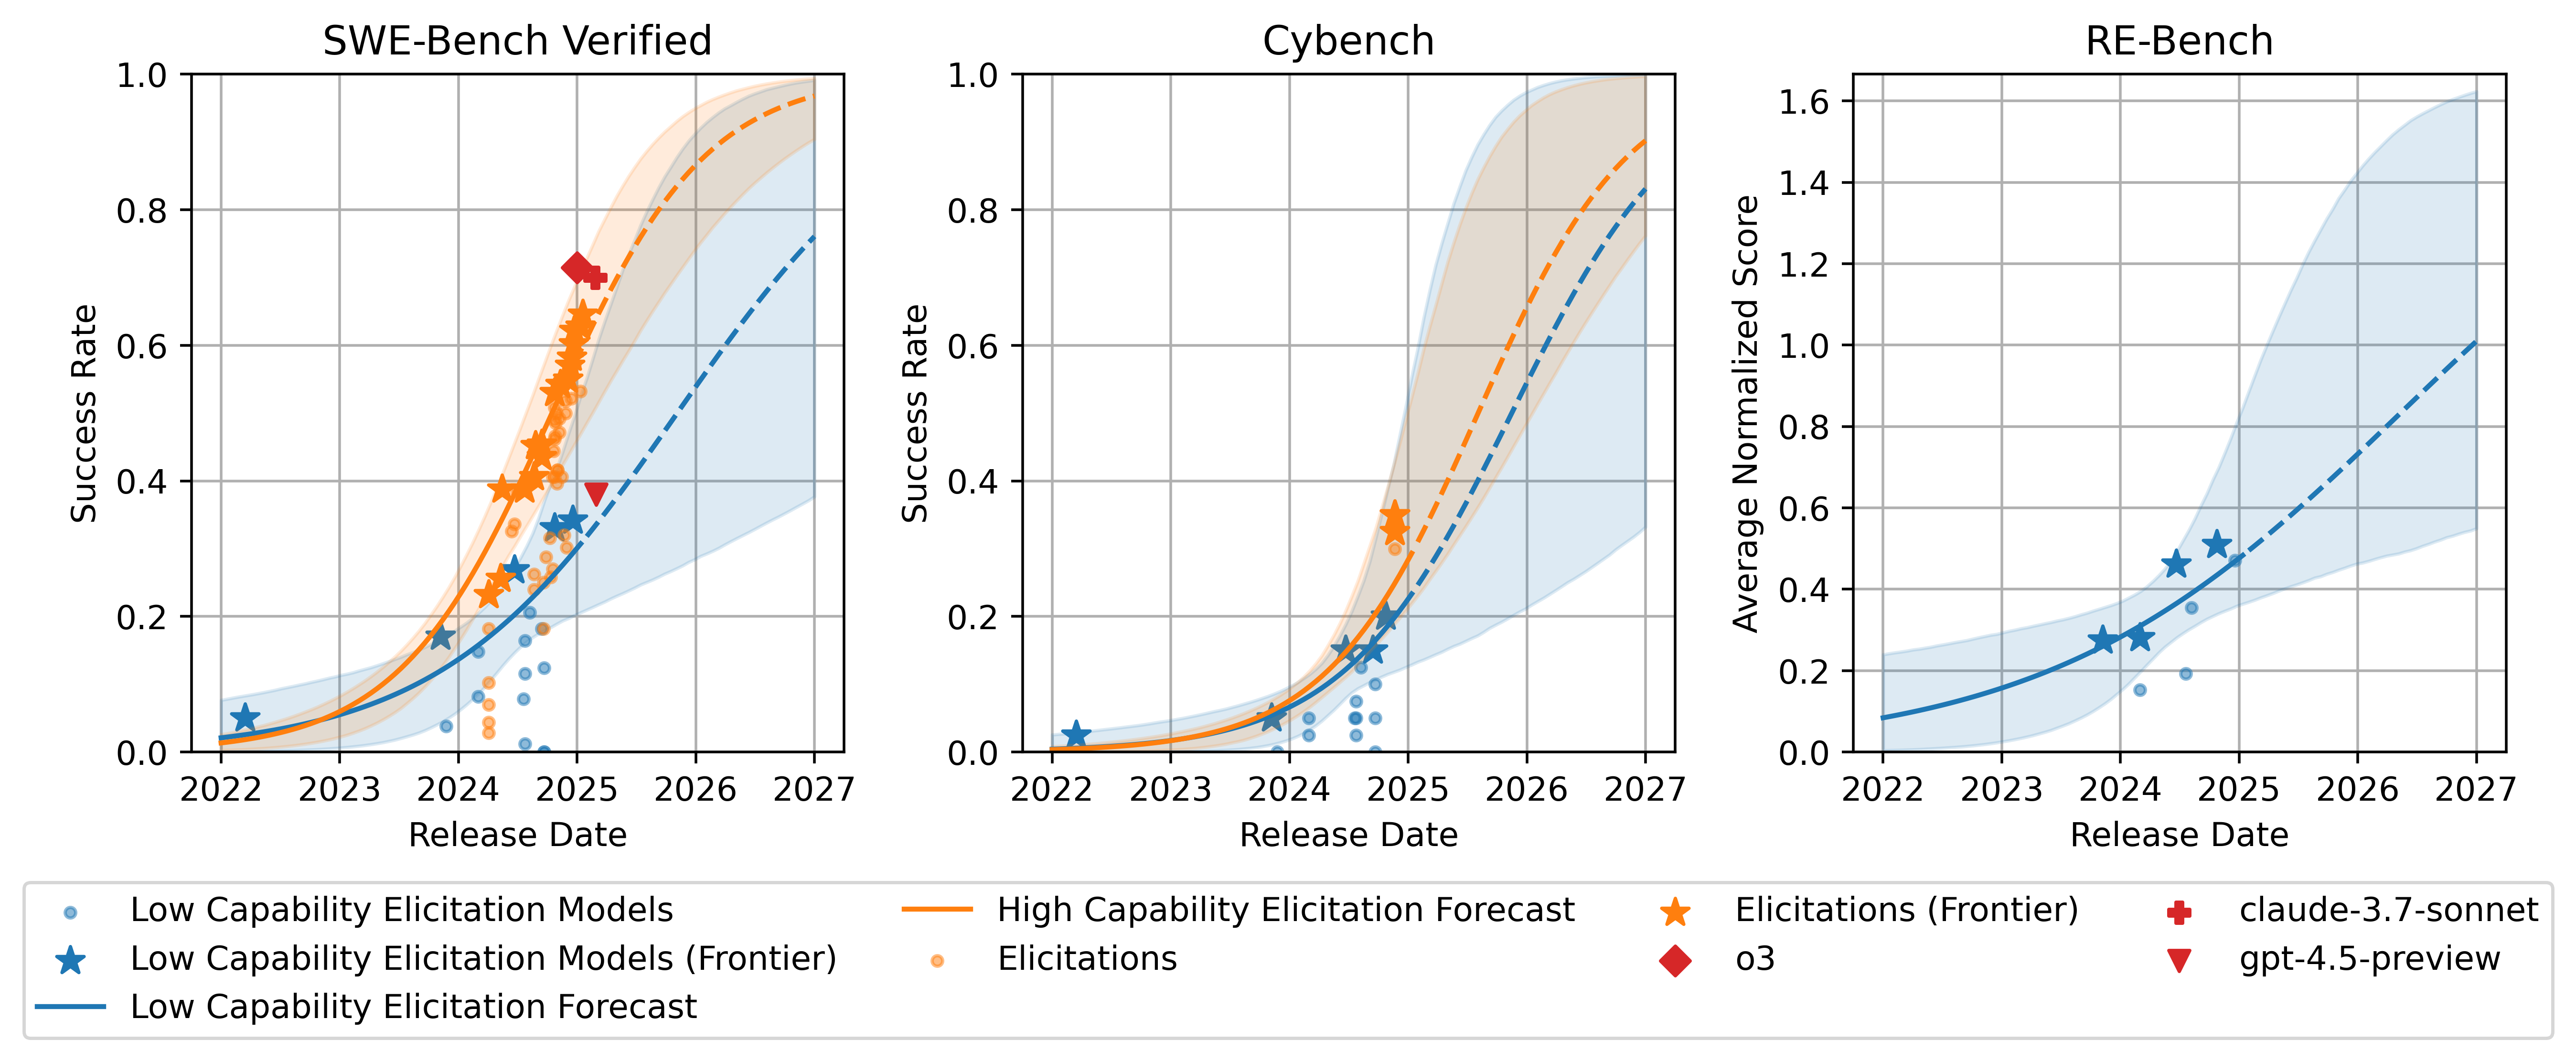 SWE-Bench Verified
1.0
0.8
0.6
0.4
0.2
0.0
Success Rate
2022 2023 2024 2025 2026 2027
Release Date
Cybench
1.0
0.8
0.6
0.4
0.2
0.0
Success Rate
2022 2023 2024 2025 2026 2027
Release Date
RE-Bench
1.6
1.4
1.2
1.0
0.8
0.6
0.4
0.2
0.0
Average Normalized Score
2022 2023 2024 2025 2026 2027
Release Date
Low Capability Elicitation Models
Low Capability Elicitation Models (Frontier)
Low Capability Elicitation Forecast
High Capability Elicitation Forecast
Elicitations
Elicitations (Frontier)
o3
claude-3.7-sonnet
gpt-4.5-preview